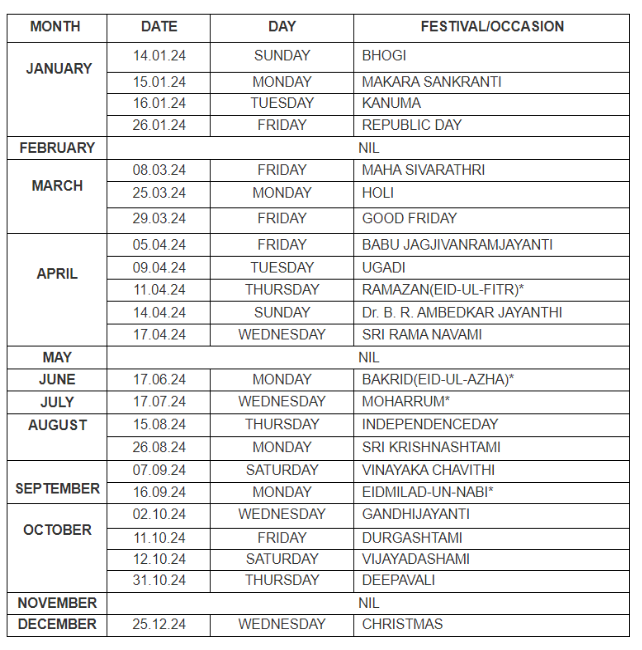 MONTH DATE DAY FESTIVAL/OCCASION
JANUARY 14.01.24 SUNDAY BHOGI
15.01.24 MONDAY MAKARA SANKRANTI
16.01.24 TUESDAY KANUMA
26.01.24 FRIDAY REPUBLIC DAY
FEBRUARY NIL
MARCH 08.03.24 FRIDAY MAHA SIVARATHRI
25.03.24 MONDAY HOLI
29.03.24 FRIDAY GOOD FRIDAY
APRIL 05.04.24 FRIDAY BABU JAGJIVANRAMJAYANTI
09.04.24 TUESDAY UGADI
11.04.24 THURSDAY RAMAZAN(EID-UL-FITR)*
14.04.24 SUNDAY Dr. B. R. AMBEDKAR JAYANTHI
17.04.24 WEDNESDAY SRI RAMA NAVAMI
MAY NIL
JUNE 17.06.24 MONDAY BAKRID(EID-UL-AZHA)*
JULY 17.07.24 WEDNESDAY MOHARRUM*
AUGUST 15.08.24 THURSDAY INDEPENDENCEDAY
26.08.24 MONDAY SRI KRISHNASHTAMI
SEPTEMBER 07.09.24 SATURDAY VINAYAKA CHAVITHI
16.09.24 MONDAY EIDMILAD-UN-NABI*
OCTOBER 02.10.24 WEDNESDAY GANDHIJAYANTI
11.10.24 FRIDAY DURGASHTAMI
12.10.24 SATURDAY VIJAYADASHAMI
31.10.24 THURSDAY DEEPAVALI
NOVEMBER NIL
DECEMBER 25.12.24 WEDNESDAY CHRISTMAS